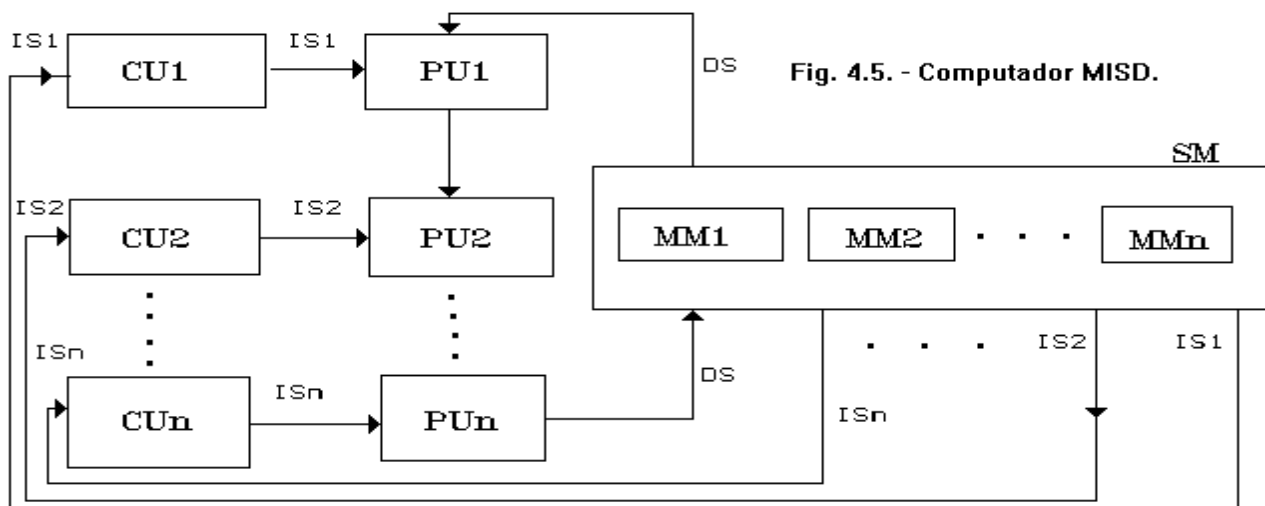 IS1
IS1
CU1
PU1
DS
Fig. 4.5. - Computador MISD.
SM
IS2
IS2
CU2
PU2
MM1
MM2
. . .
MMn
ISn
ISn
CUn
PUn
DS
ISn
. . .
IS2
IS1